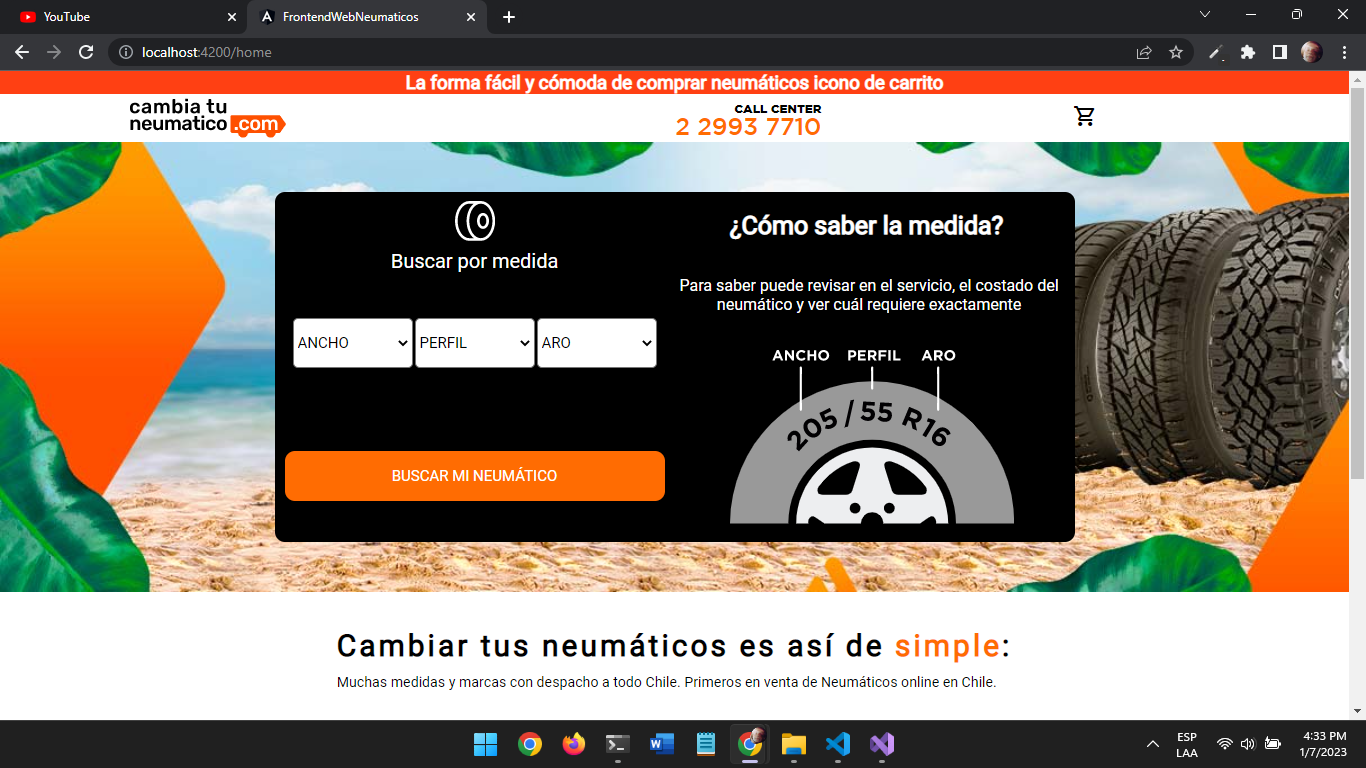 YouTube
FrontendWebNeumaticos
localhost:4200/home
La forma fácil y cómoda de comprar neumáticos icono de carrito
cambia tu
neumatico .com
CALL CENTER
2 2993 7710
Buscar por medida
ANCHO PERFIL ARO
BUSCAR MI NEUMÁTICO
¿Cómo saber la medida?
Para saber puede revisar en el servicio, el costado del
neumático y ver cuál requiere exactamente
ANCHO PERFIL ARO
205 / 55 R16
Cambiar tus neumáticos es así de simple:
Muchas medidas y marcas con despacho a todo Chile. Primeros en venta de Neumáticos online en Chile.
ESP
LAA
4:33 PM
1/7/2023